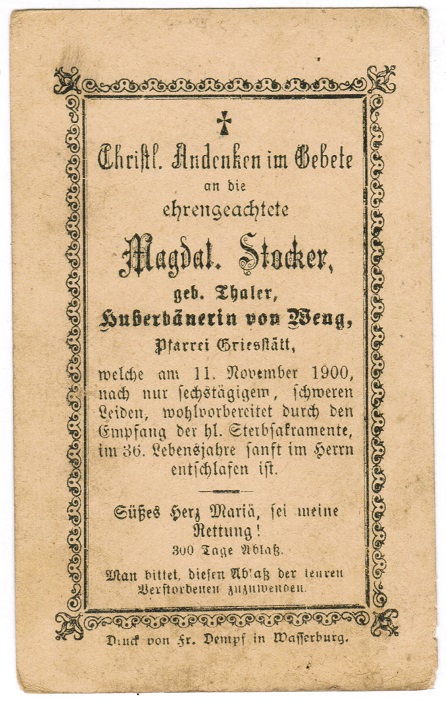 Christl. Andenken im Gebete
an die
ehrengeachtete
Magdal. Stocker,
geb. Thaler,
Huberbäuerin von Weng,
Pfarrei Griesstätt,
welche am 11. November 1900,
nach nur sechstägigem, schweren
Leiden, wohlvorbereitet durch den
Empfang der hl. Sterbsakramente,
im 36. Lebensjahre sanft im Herrn
entschlafen ist.
Süßes Herz Mariä, sei meine
Rettung!
300 Tage Ablaß.
Man bittet, diesen Ablaß der teuren
Verstorbenen zuzuwenden.
Druck von Fr. Dempf in Wasserburg.